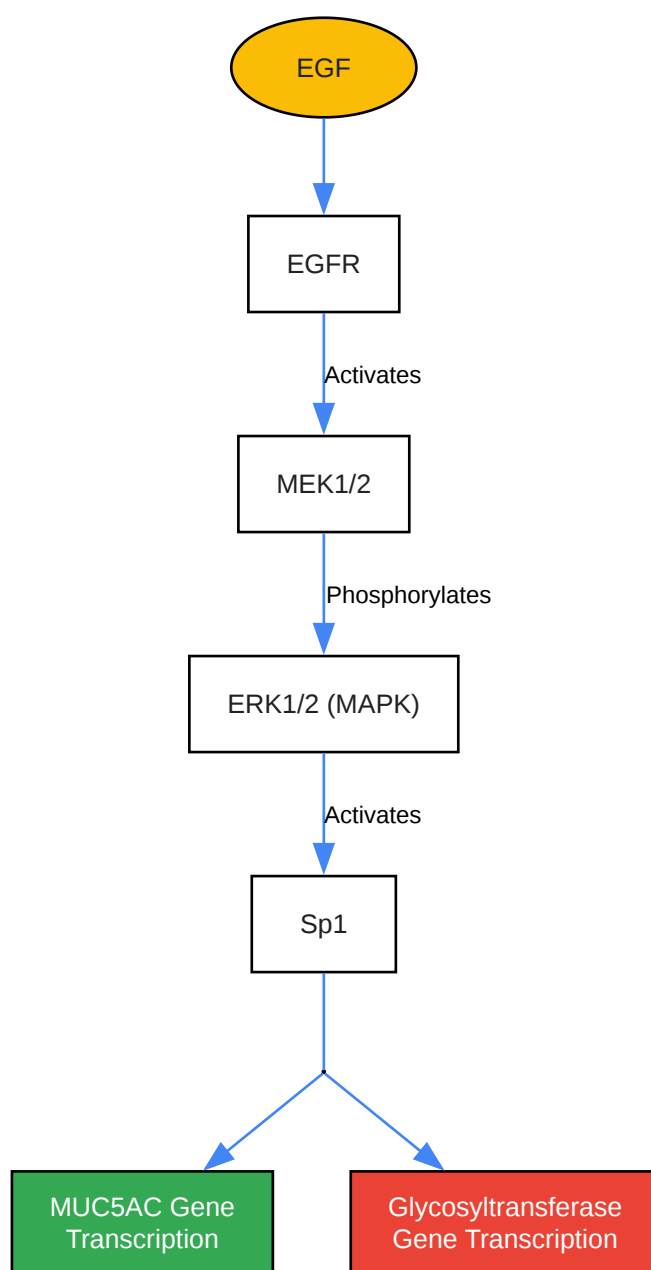 EGF
EGFR
Activates
MEK1/2
Phosphorylates
ERK1/2 (MAPK)
Activates
Sp1
MUC5AC Gene
Transcription
Glycosyltransferase
Gene Transcription